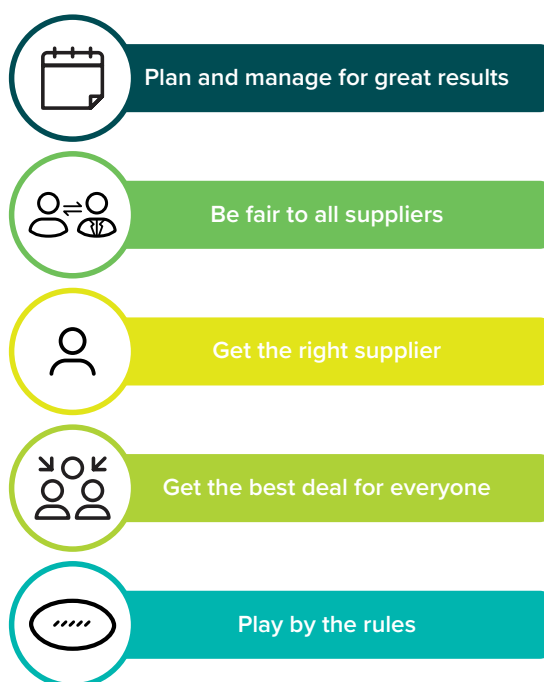 Plan and manage for great results
Be fair to all suppliers
Get the right supplier
Get the best deal for everyone
Play by the rules